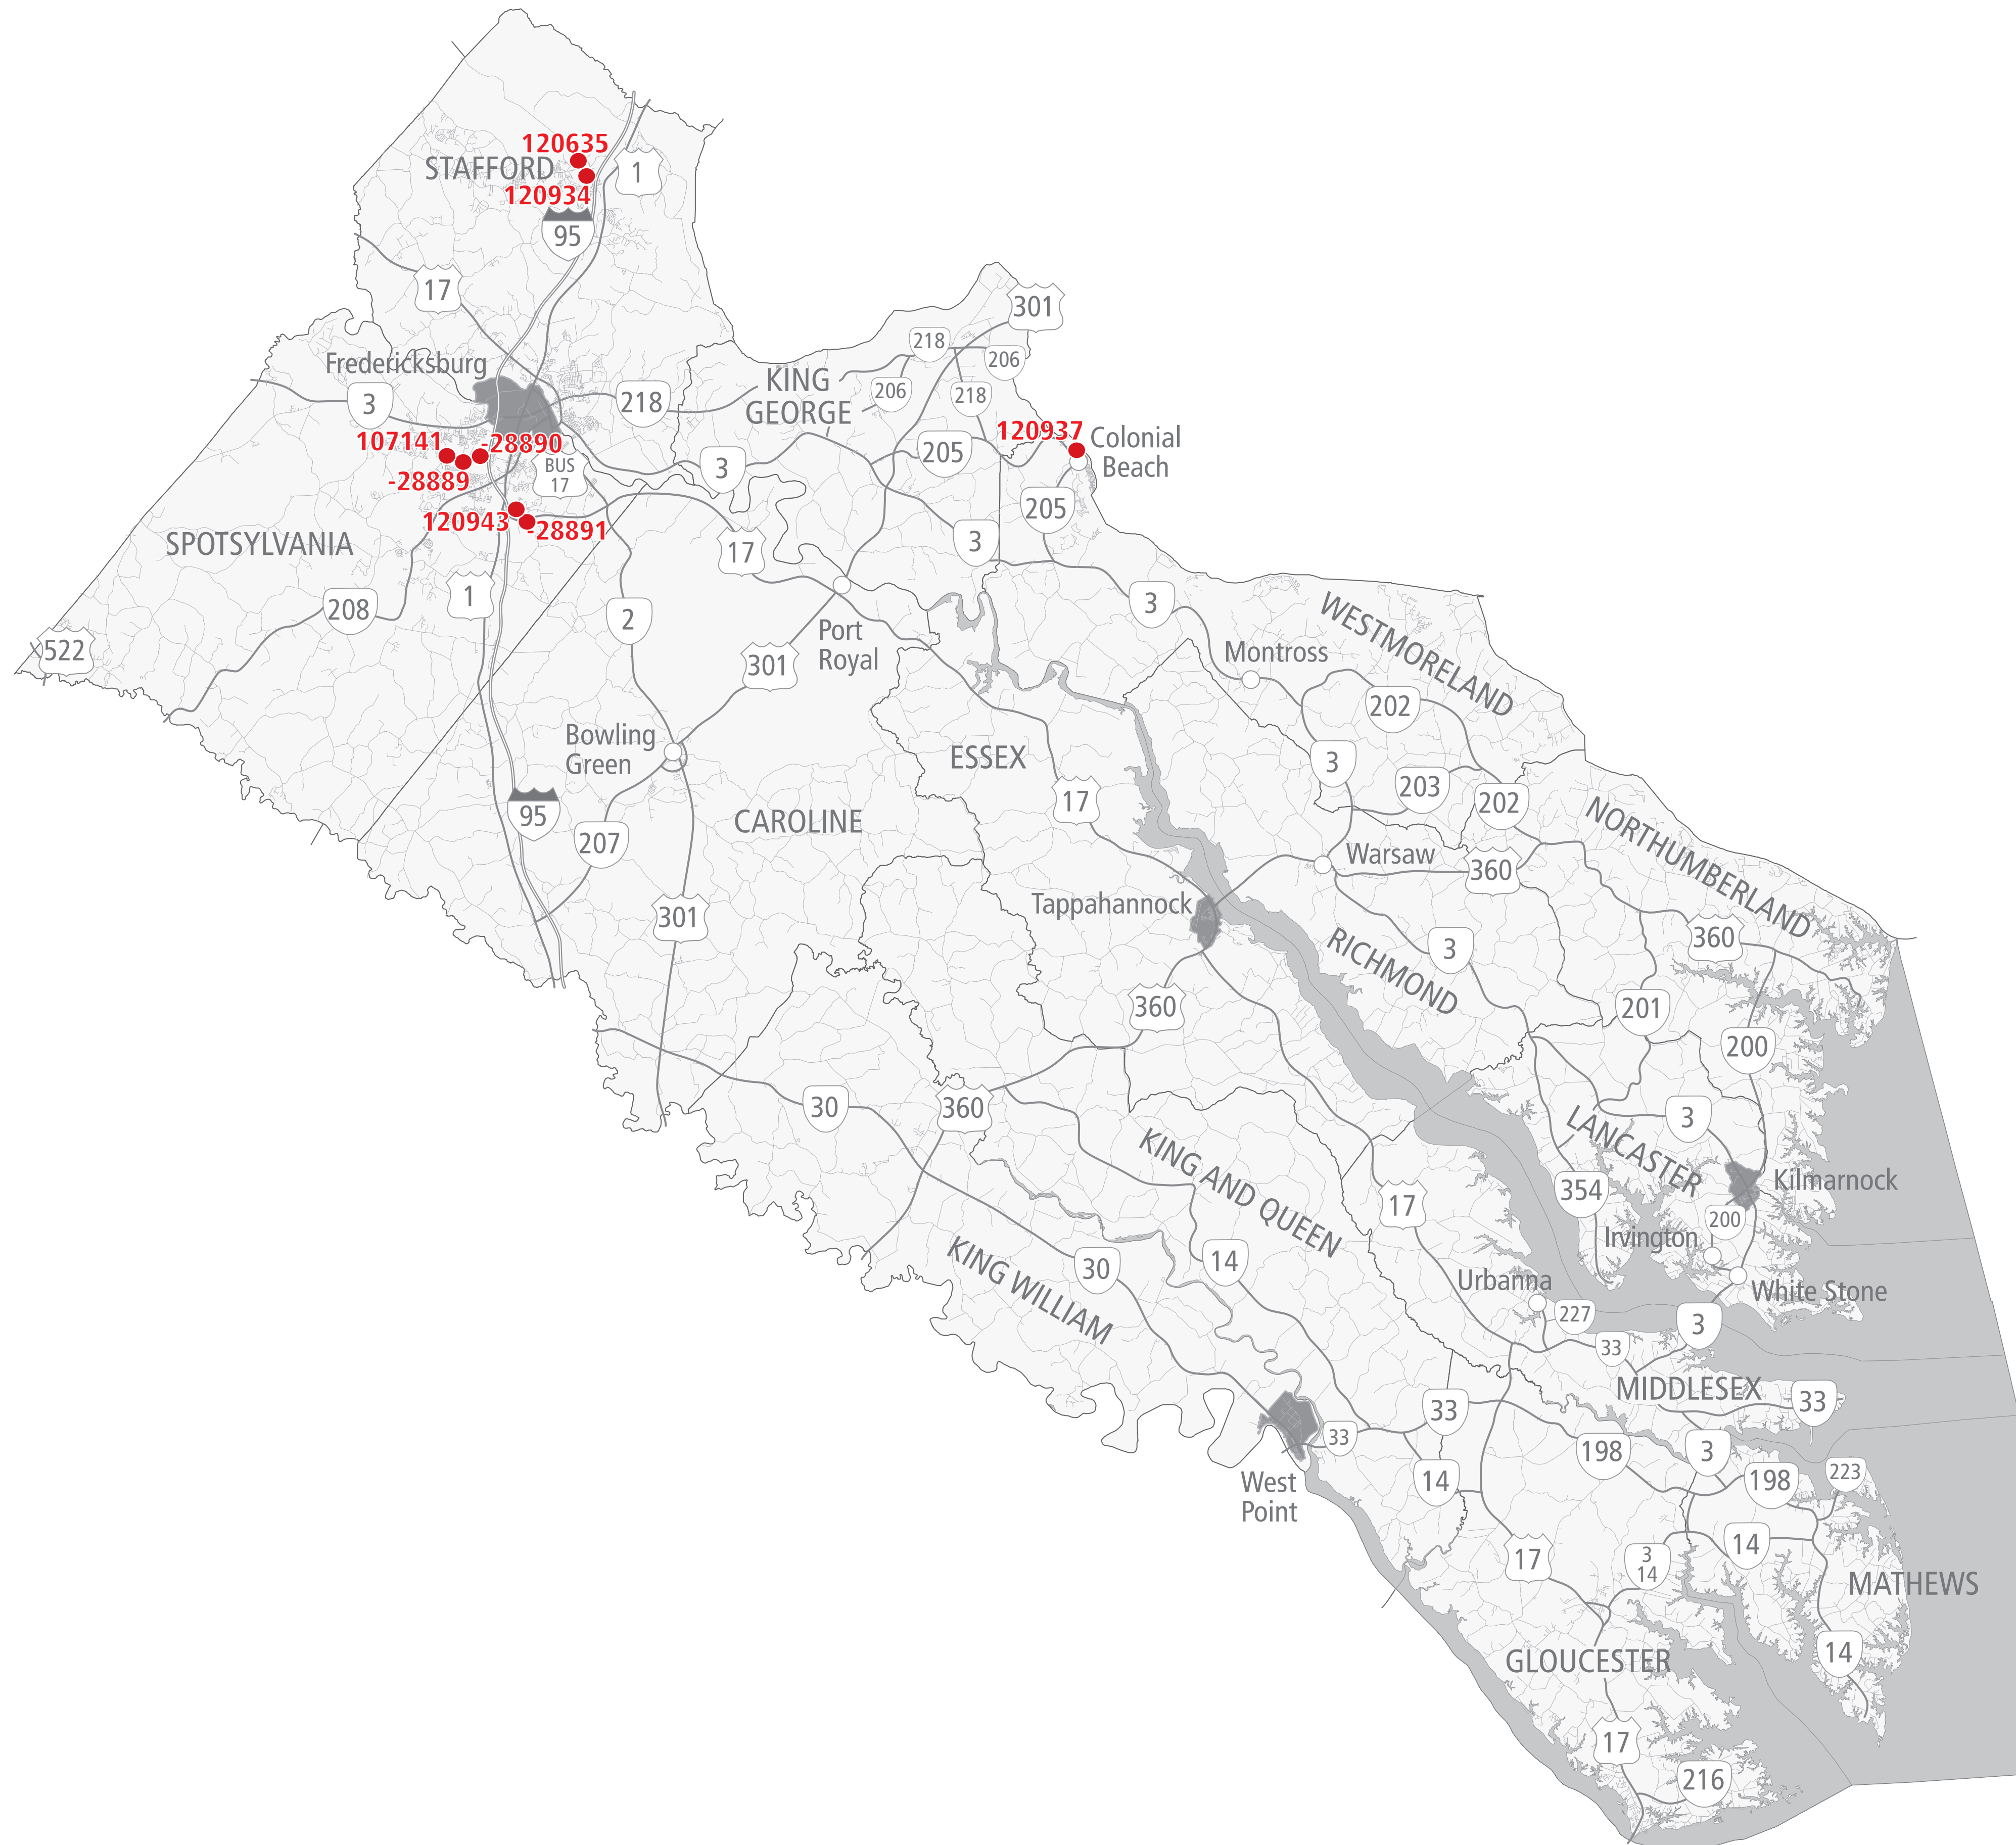 120635
STAFFORD
1
120934
95
17
301
218
206
Fredericksburg
KING
GEORGE
206
218
3
218
107141
-28890
120937
Colonial
Beach
205
3
BUS
17
-28889
205
120943
-28891
SPOTSYLVANIA
3
17
1
208
2
3
WESTMORELAND
522
Port
Royal
301
Montross
202
Bowling
Green
ESSEX
3
203
17
202
95
NORTHUMBERLAND
CAROLINE
207
Warsaw
360
Tappahannock
301
360
3
RICHMOND
360
201
200
30
360
3
LANCASTER
KING AND QUEEN
Kilmarnock
354
17
200
Irvington
14
30
KING WILLIAM
Urbanna
White Stone
227
3
33
MIDDLESEX
33
33
33
198
3
West
Point
14
198
223
17
14
3
14
MATHEWS
14
GLOUCESTER
17
216